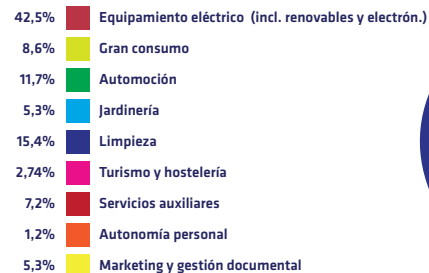 42,5% Equipamiento eléctrico (incl. renovables y electrón.)
8,6% Gran consumo
11,7% Automoción
5,3% Jardinería
15,4% Limpieza
2,74% Turismo y hostelería
7,2% Servicios auxiliares
1,2% Autonomía personal
5,3% Marketing y gestión documental